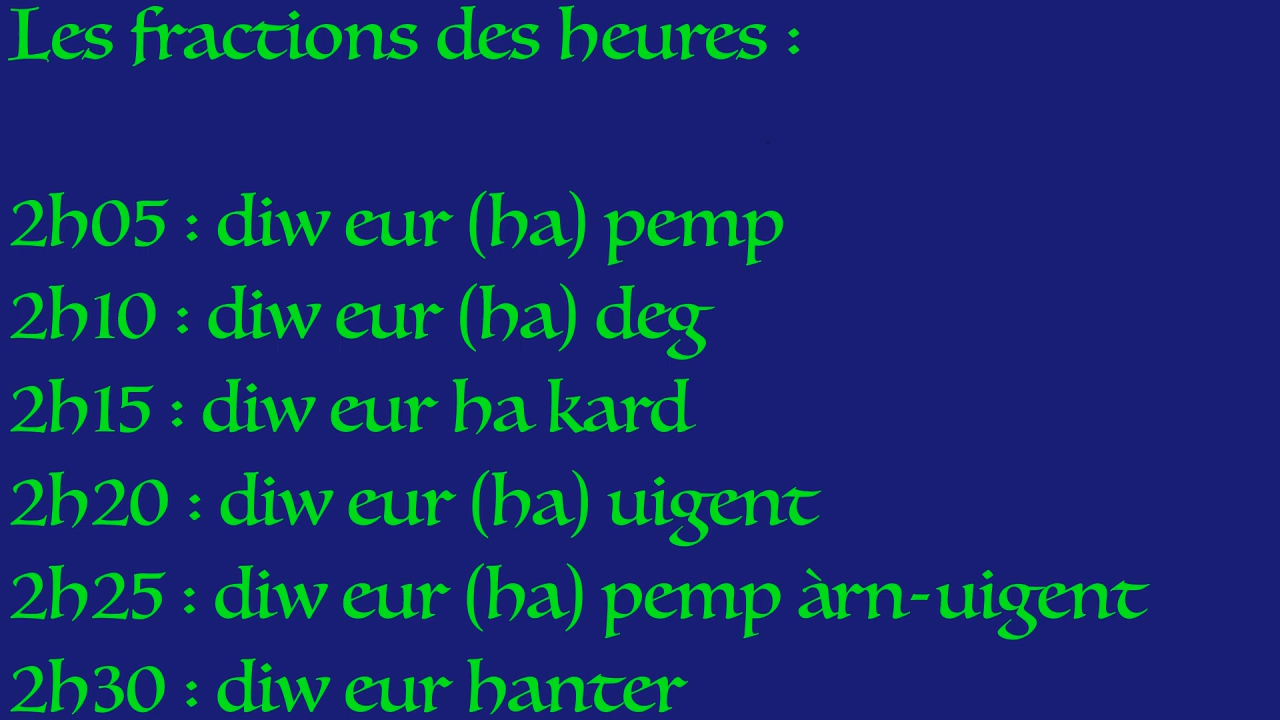 Les fractions des heures :
2h05 : diw eur (ha) pemp
2h10 : diw eur (ha) deg
2h15 : diw eur ha kard
2h20 : diw eur (ha) uigent
2h25 : diw eur (ha) pemp àrn-uigent
2h30 : diw eur hanter